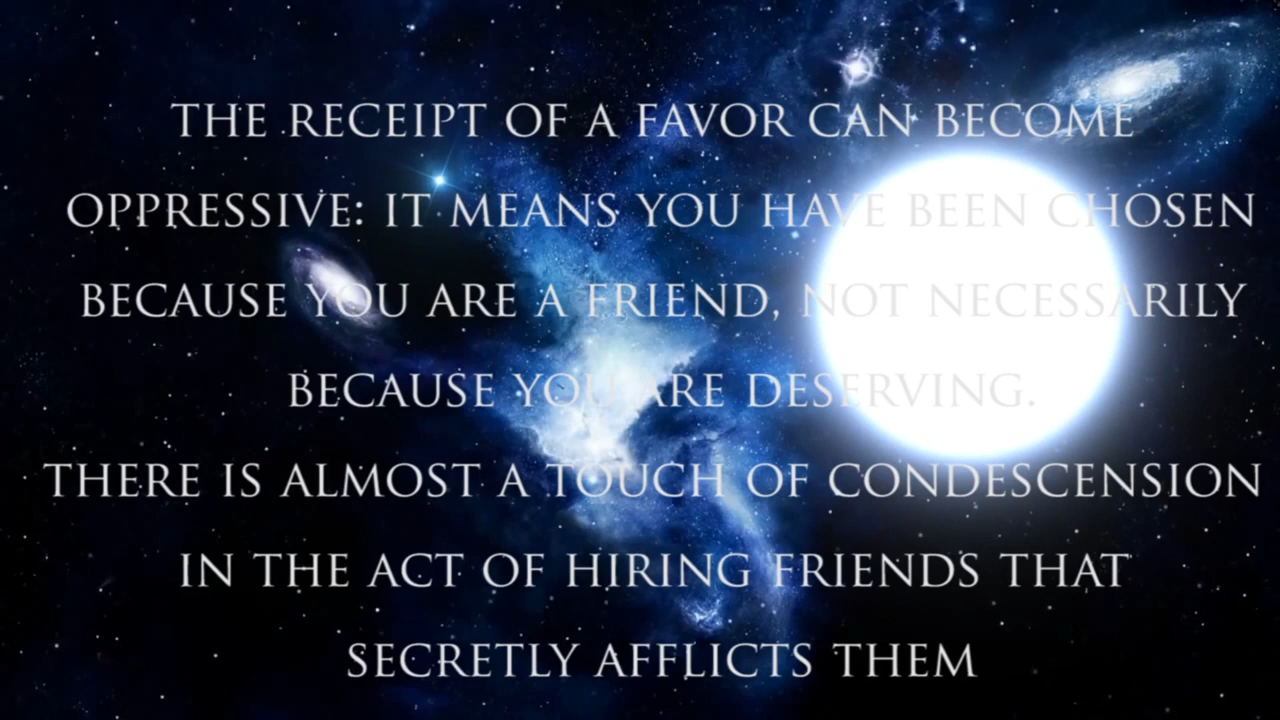 THE RECEIPT OF A FAVOR CAN BECOME
OPPRESSIVE: IT MEANS YOU HAVE BEEN CHOSEN
BECAUSE YOU ARE A FRIEND, NOT NECESSARILY
BECAUSE YOU ARE DESERVING.
THERE IS ALMOST A TOUCH OF CONDESCENSION
IN THE ACT OF HIRING FRIENDS THAT
SECRETLY AFFLICTS THEM